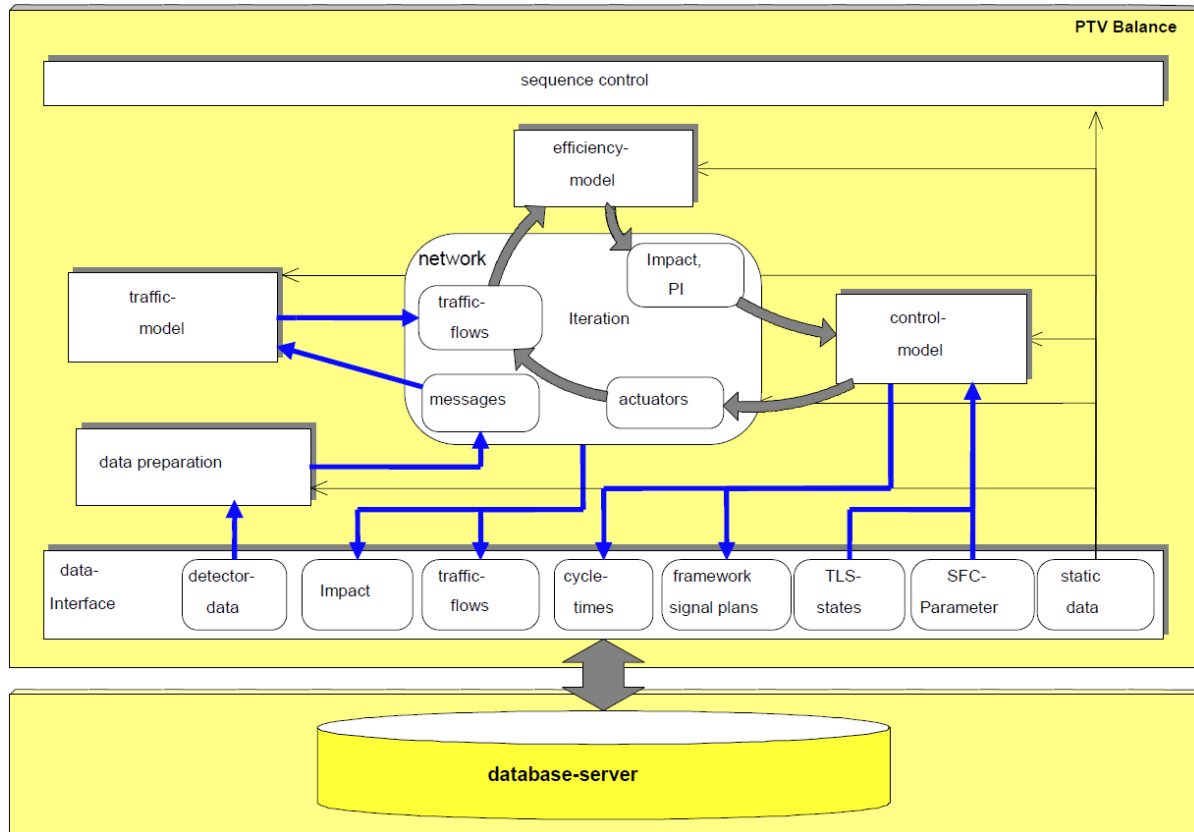 PTV Balance
sequence control
efficiency-
model
network
Impact,
PI
traffic-
model
traffic-
flows
Iteration
control-
model
messages
actuators
data preparation
data-
Interface
detector-
data
Impact
traffic-
flows
cycle-
times
framework
signal plans
TLS-
states
SFC-
Parameter
static
data
database-server